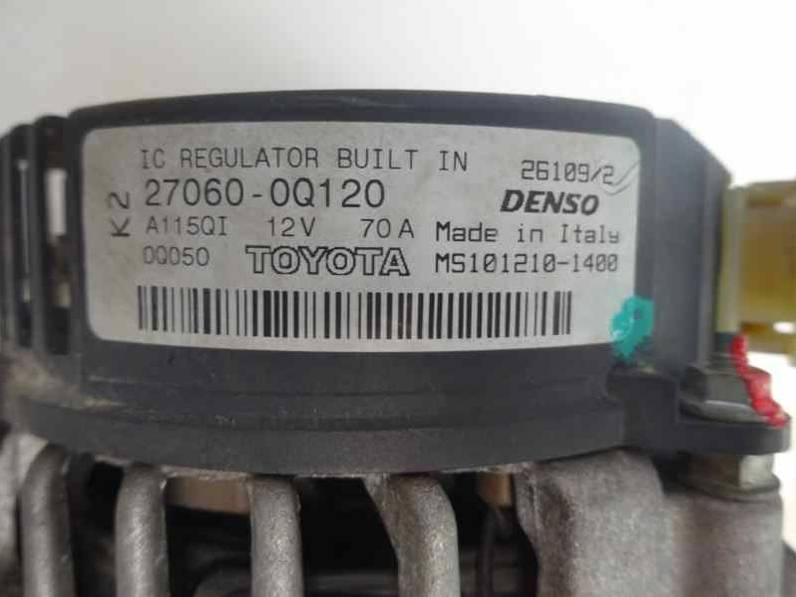 IC REGULATOR BUILT IN 26109/2
K2
27060-0Q120 DENSO
A115QI 12V 70A Made in Italy
0Q050 TOYOTA MS101210-1400